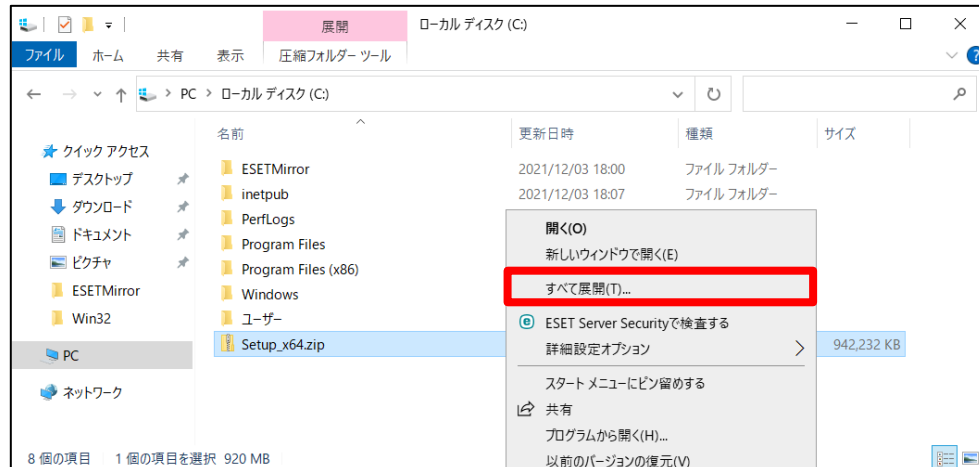 展開 ローカル ディスク (C:)
ファイル ホーム 共有 表示 圧縮フォルダー ツール
PC ローカル ディスク (C:)
名前 更新日時 種類 サイズ
クイック アクセス
デスクトップ
ダウンロード
ドキュメント
ピクチャ
ESETMirror
Win32
PC
ネットワーク
ESETMirror 2021/12/03 18:00 ファイル フォルダー
inetpub 2021/12/03 18:07 ファイル フォルダー
PerfLogs
Program Files
Program Files (x86)
Windows
ユーザー
Setup_x64.zip 942,232 KB
開く(O)
新しいウィンドウで開く(E)
すべて展開(T)...
ESET Server Securityで検査する
詳細設定オプション
スタート メニューにピン留めする
共有
プログラムから開く(H)...
以前のバージョンの復元(V)
8 個の項目 1 個の項目を選択 920 MB